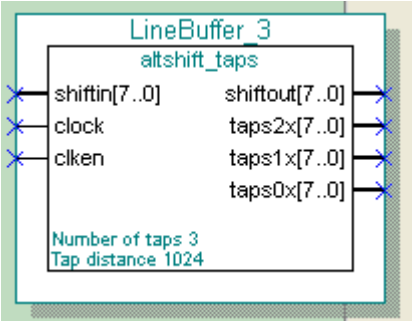 LineBuffer_3
altshift_taps
shiftin[7..0] shiftout[7..0]
clock taps2x[7..0]
clken taps1x[7..0]
taps0x[7..0]
Number of taps 3
Tap distance 1024